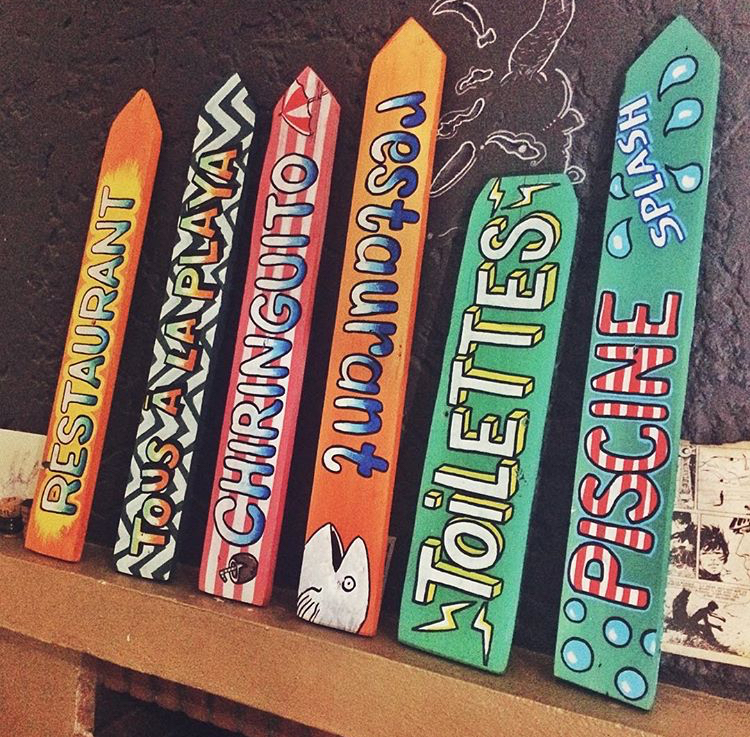 RESTAURANT
TOUS À LA PLAYA
CHIRINGUITO
restaurant
TOiLETTES
PISCINE
SPLASH